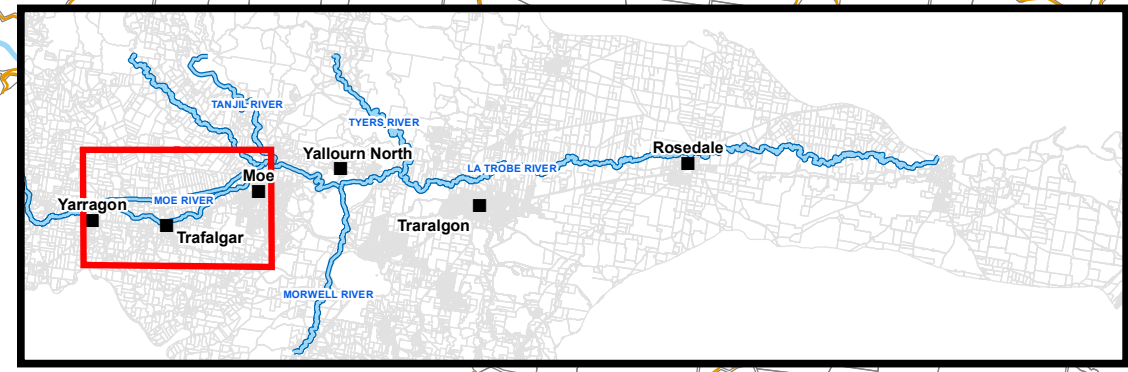 TANJIL RIVER
TYERS RIVER
Yallourn North
Rosedale
LA TROBE RIVER
Moe
MOE RIVER
Yarragon
Trafalgar
Traralgon
MORWELL RIVER